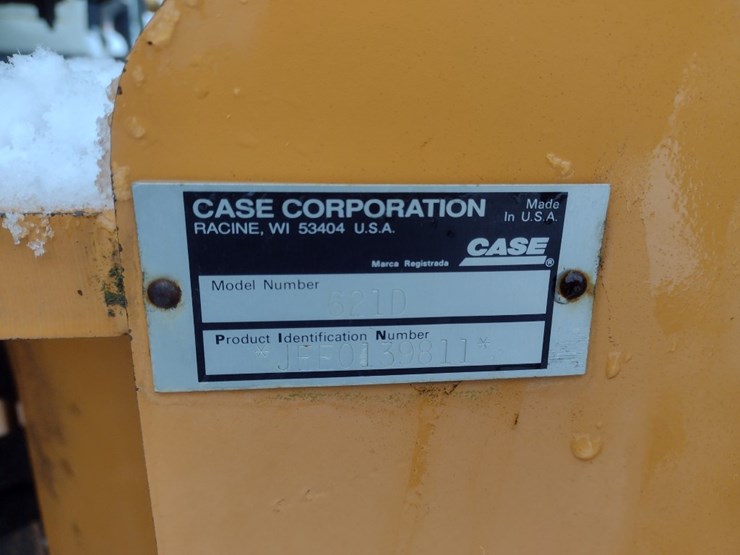 CASE CORPORATION
Made
In U.S.A.
RACINE, WI 53404 U.S.A.
CASE ®
Marca Registrada
Model Number
Product Identification Number